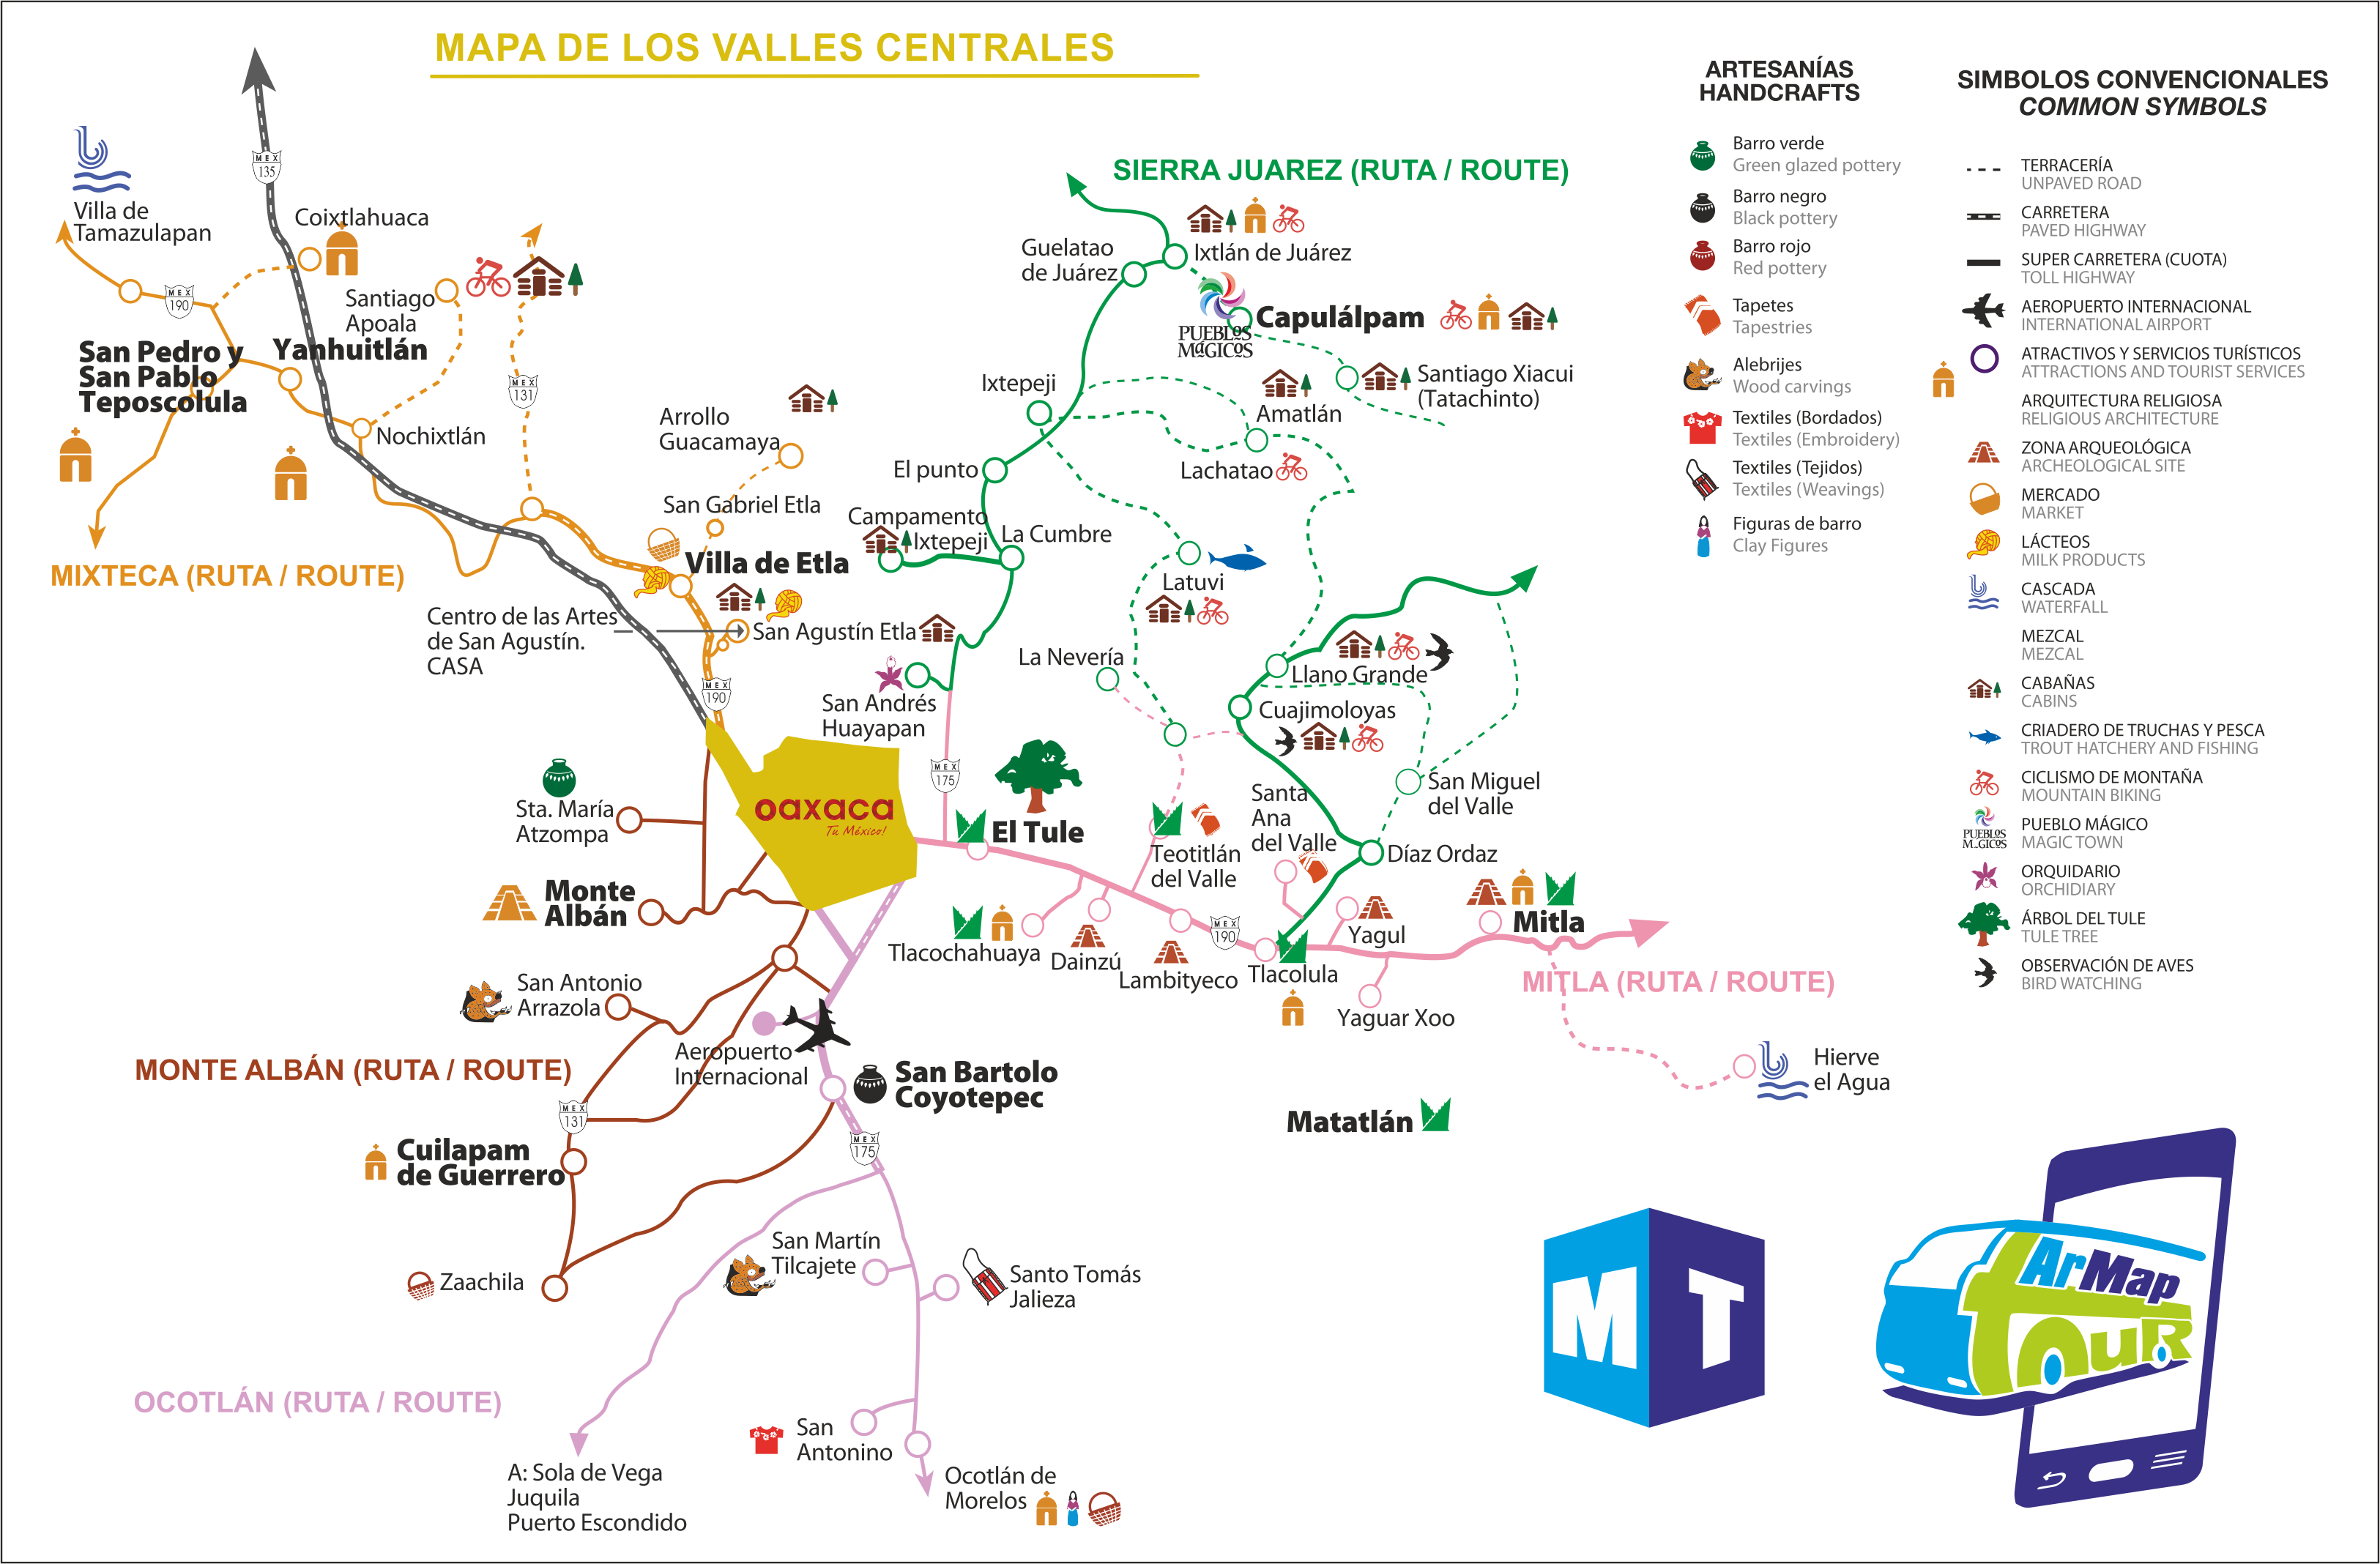 MAPA DE LOS VALLES CENTRALES
MEX
135
Villa de
Tamazulapan
Coixtlahuaca
MEX
190
Santiago
Apoala
San Pedro y
San Pablo
Teposcolula
Yanhuitlán
Nochixtlán
MEX
131
MIXTECA (RUTA / ROUTE)
Arrollo
Guacamaya
San Gabriel Etla
Villa de Etla
Centro de las Artes
de San Agustín.
CASA
San Agustín Etla
MEX
190
SIERRA JUAREZ (RUTA / ROUTE)
Guelatao
de Juárez
Ixtlán de Juárez
PUEBLOS
MáGICOS
Capulálpam
Santiago Xiacui
(Tatachinto)
Ixtepeji
Amatlán
Lachatao
El punto
Campamento
Ixtepeji
La Cumbre
Latuvi
La Nevería
Llano Grande
Cuajimoloyas
San Andrés
Huayapan
MEX
175
San Miguel
del Valle
Santa
Ana
del Valle
Díaz Ordaz
oaxaca
Tú México!
El Tule
Teotitlán
del Valle
Sta. María
Atzompa
Monte
Albán
Tlacochahuaya
Dainzú
Lambityeco
MEX
190
Tlacolula
Yagul
Mitla
Yaguar Xoo
MITLA (RUTA / ROUTE)
Hierve
el Agua
Matatlán
San Antonio
Arrazola
MONTE ALBÁN (RUTA / ROUTE)
Aeropuerto
Internacional
San Bartolo
Coyotepec
MEX
131
MEX
175
Cuilapam
de Guerrero
Zaachila
San Martín
Tilcajete
Santo Tomás
Jalieza
OCOTLÁN (RUTA / ROUTE)
San
Antonino
A: Sola de Vega
Juquila
Puerto Escondido
Ocotlán de
Morelos
ARTESANÍAS
HANDCRAFTS
Barro verde
Green glazed pottery
Barro negro
Black pottery
Barro rojo
Red pottery
Tapetes
Tapestries
Alebrijes
Wood carvings
Textiles (Bordados)
Textiles (Embroidery)
Textiles (Tejidos)
Textiles (Weavings)
Figuras de barro
Clay Figures
SIMBOLOS CONVENCIONALES
COMMON SYMBOLS
TERRACERÍA
UNPAVED ROAD
CARRETERA
PAVED HIGHWAY
SUPER CARRETERA (CUOTA)
TOLL HIGHWAY
AEROPUERTO INTERNACIONAL
INTERNATIONAL AIRPORT
ATRACTIVOS Y SERVICIOS TURÍSTICOS
ATTRACTIONS AND TOURIST SERVICES
ARQUITECTURA RELIGIOSA
RELIGIOUS ARCHITECTURE
ZONA ARQUEOLÓGICA
ARCHEOLOGICAL SITE
MERCADO
MARKET
LÁCTEOS
MILK PRODUCTS
CASCADA
WATERFALL
MEZCAL
MEZCAL
CABAÑAS
CABINS
CRIADERO DE TRUCHAS Y PESCA
TROUT HATCHERY AND FISHING
CICLISMO DE MONTAÑA
MOUNTAIN BIKING
PUEBLOS
MáGICOS
PUEBLO MÁGICO
MAGIC TOWN
ORQUIDARIO
ORCHIDIARY
ÁRBOL DEL TULE
TULE TREE
OBSERVACIÓN DE AVES
BIRD WATCHING
MT
ArMap
tOuR